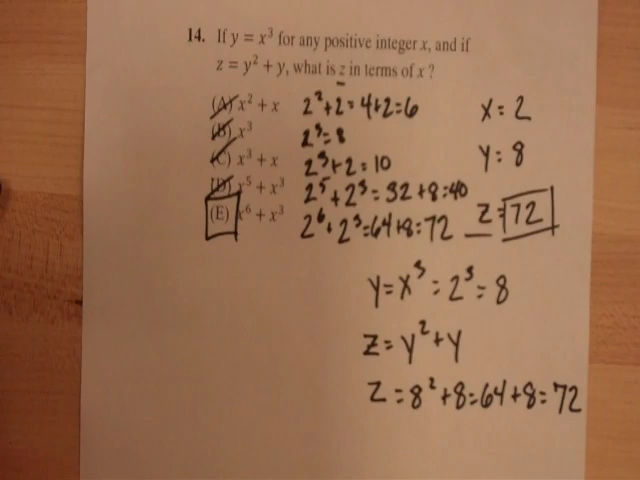 14. If y = x³ for any positive integer x, and if
z = y² + y, what is z in terms of x ?
(A) x² + x 2²+2=4+2=6 x=2
(B) x³ 2³=8
(C) x³ + x 2³+2=10 y=8
(D) x⁵ + x³ 2⁵+2³=32+8=40
(E) x⁶ + x³ 2⁶+2³=64+8=72 z=72
y=x³=2³=8
z=y²+y
z=8²+8=64+8=72